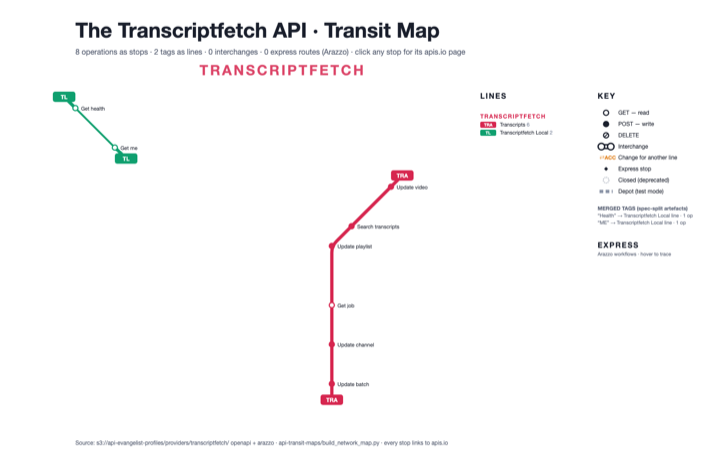 The Transcriptfetch API · Transit Map
8 operations as stops · 2 tags as lines · 0 interchanges · 0 express routes (Arazzo) · click any stop for its apis.io page
TRANSCRIPTFETCH
TL
Get health
Get me
TL
TRA
Update video
Search transcripts
Update playlist
Get job
Update channel
Update batch
TRA
LINES
TRANSCRIPTFETCH
TRA Transcripts 6
TL Transcriptfetch Local 2
KEY
GET — read
POST — write
DELETE
Interchange
Change for another line
Express stop
Closed (deprecated)
Depot (test mode)
MERGED TAGS (spec-split artefacts)
"Health" → Transcriptfetch Local line · 1 op
"ME" → Transcriptfetch Local line · 1 op
EXPRESS
Arazzo workflows · hover to trace
Source: s3://api-evangelist-profiles/providers/transcriptfetch/ openapi + arazzo · api-transit-maps/build_network_map.py · every stop links to apis.io